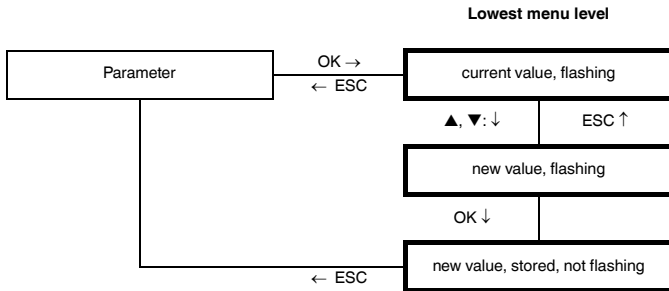 Lowest menu level
OK →
Parameter
current value, flashing
← ESC
▲, ▼: ↓
ESC ↑
new value, flashing
OK ↓
new value, stored, not flashing
← ESC